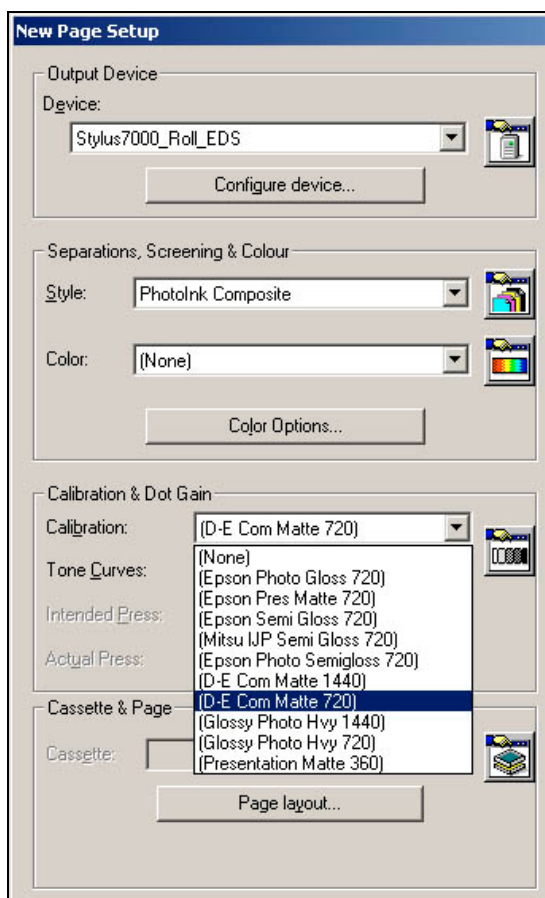 New Page Setup
Output Device
Device:
Stylus7000_Roll_EDS
Configure device...
Separations, Screening & Colour
Style: PhotoInk Composite
Color: (None)
Color Options...
Calibration & Dot Gain
Calibration: (D-E Com Matte 720)
(None)
Tone Curves: (Epson Photo Gloss 720)
(Epson Pres Matte 720)
Intended Press: (Epson Semi Gloss 720)
(Mitsu IJP Semi Gloss 720)
Actual Press: (Epson Photo Semigloss 720)
(D-E Com Matte 1440)
(D-E Com Matte 720)
Cassette & Page (Glossy Photo Hvy 1440)
(Glossy Photo Hvy 720)
Cassette: (Presentation Matte 360)
Page layout...